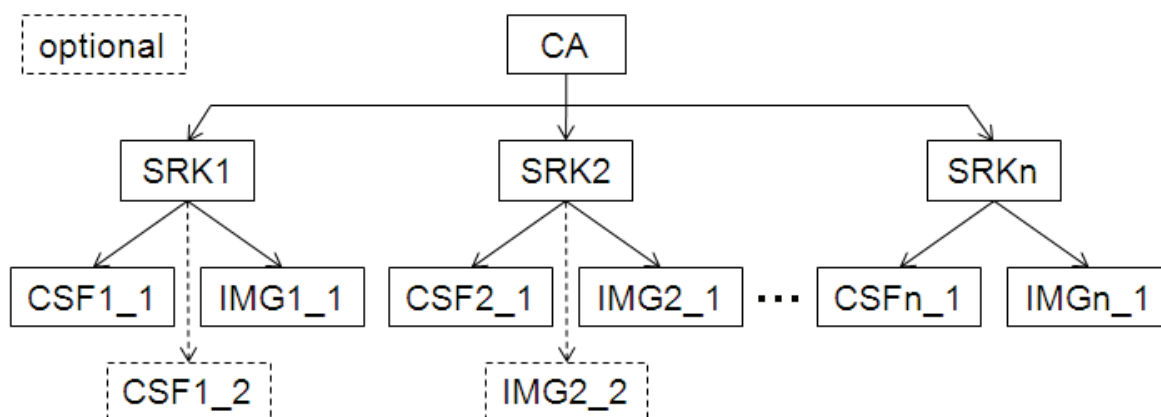 optional
CA
SRK1
SRK2
SRKn
CSF1_1
IMG1_1
CSF2_1
IMG2_1
...
CSFn_1
IMGn_1
CSF1_2
IMG2_2